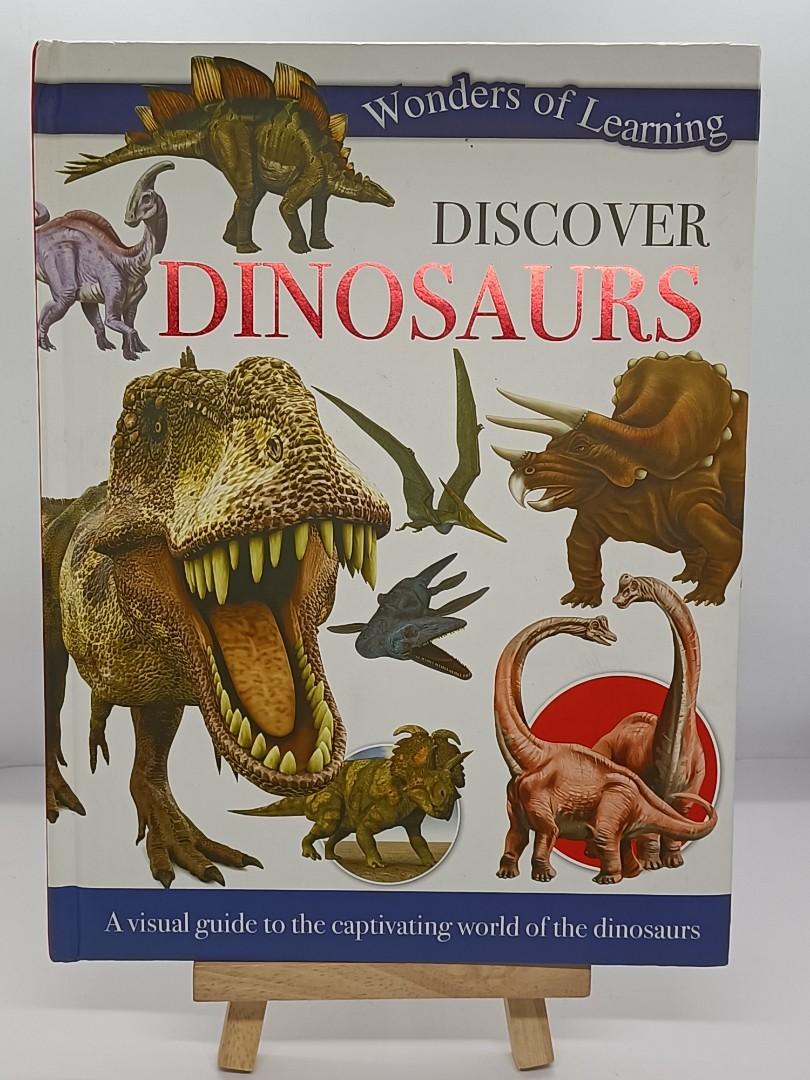 Wonders of Learning
DISCOVER
DINOSAURS
A visual guide to the captivating world of the dinosaurs